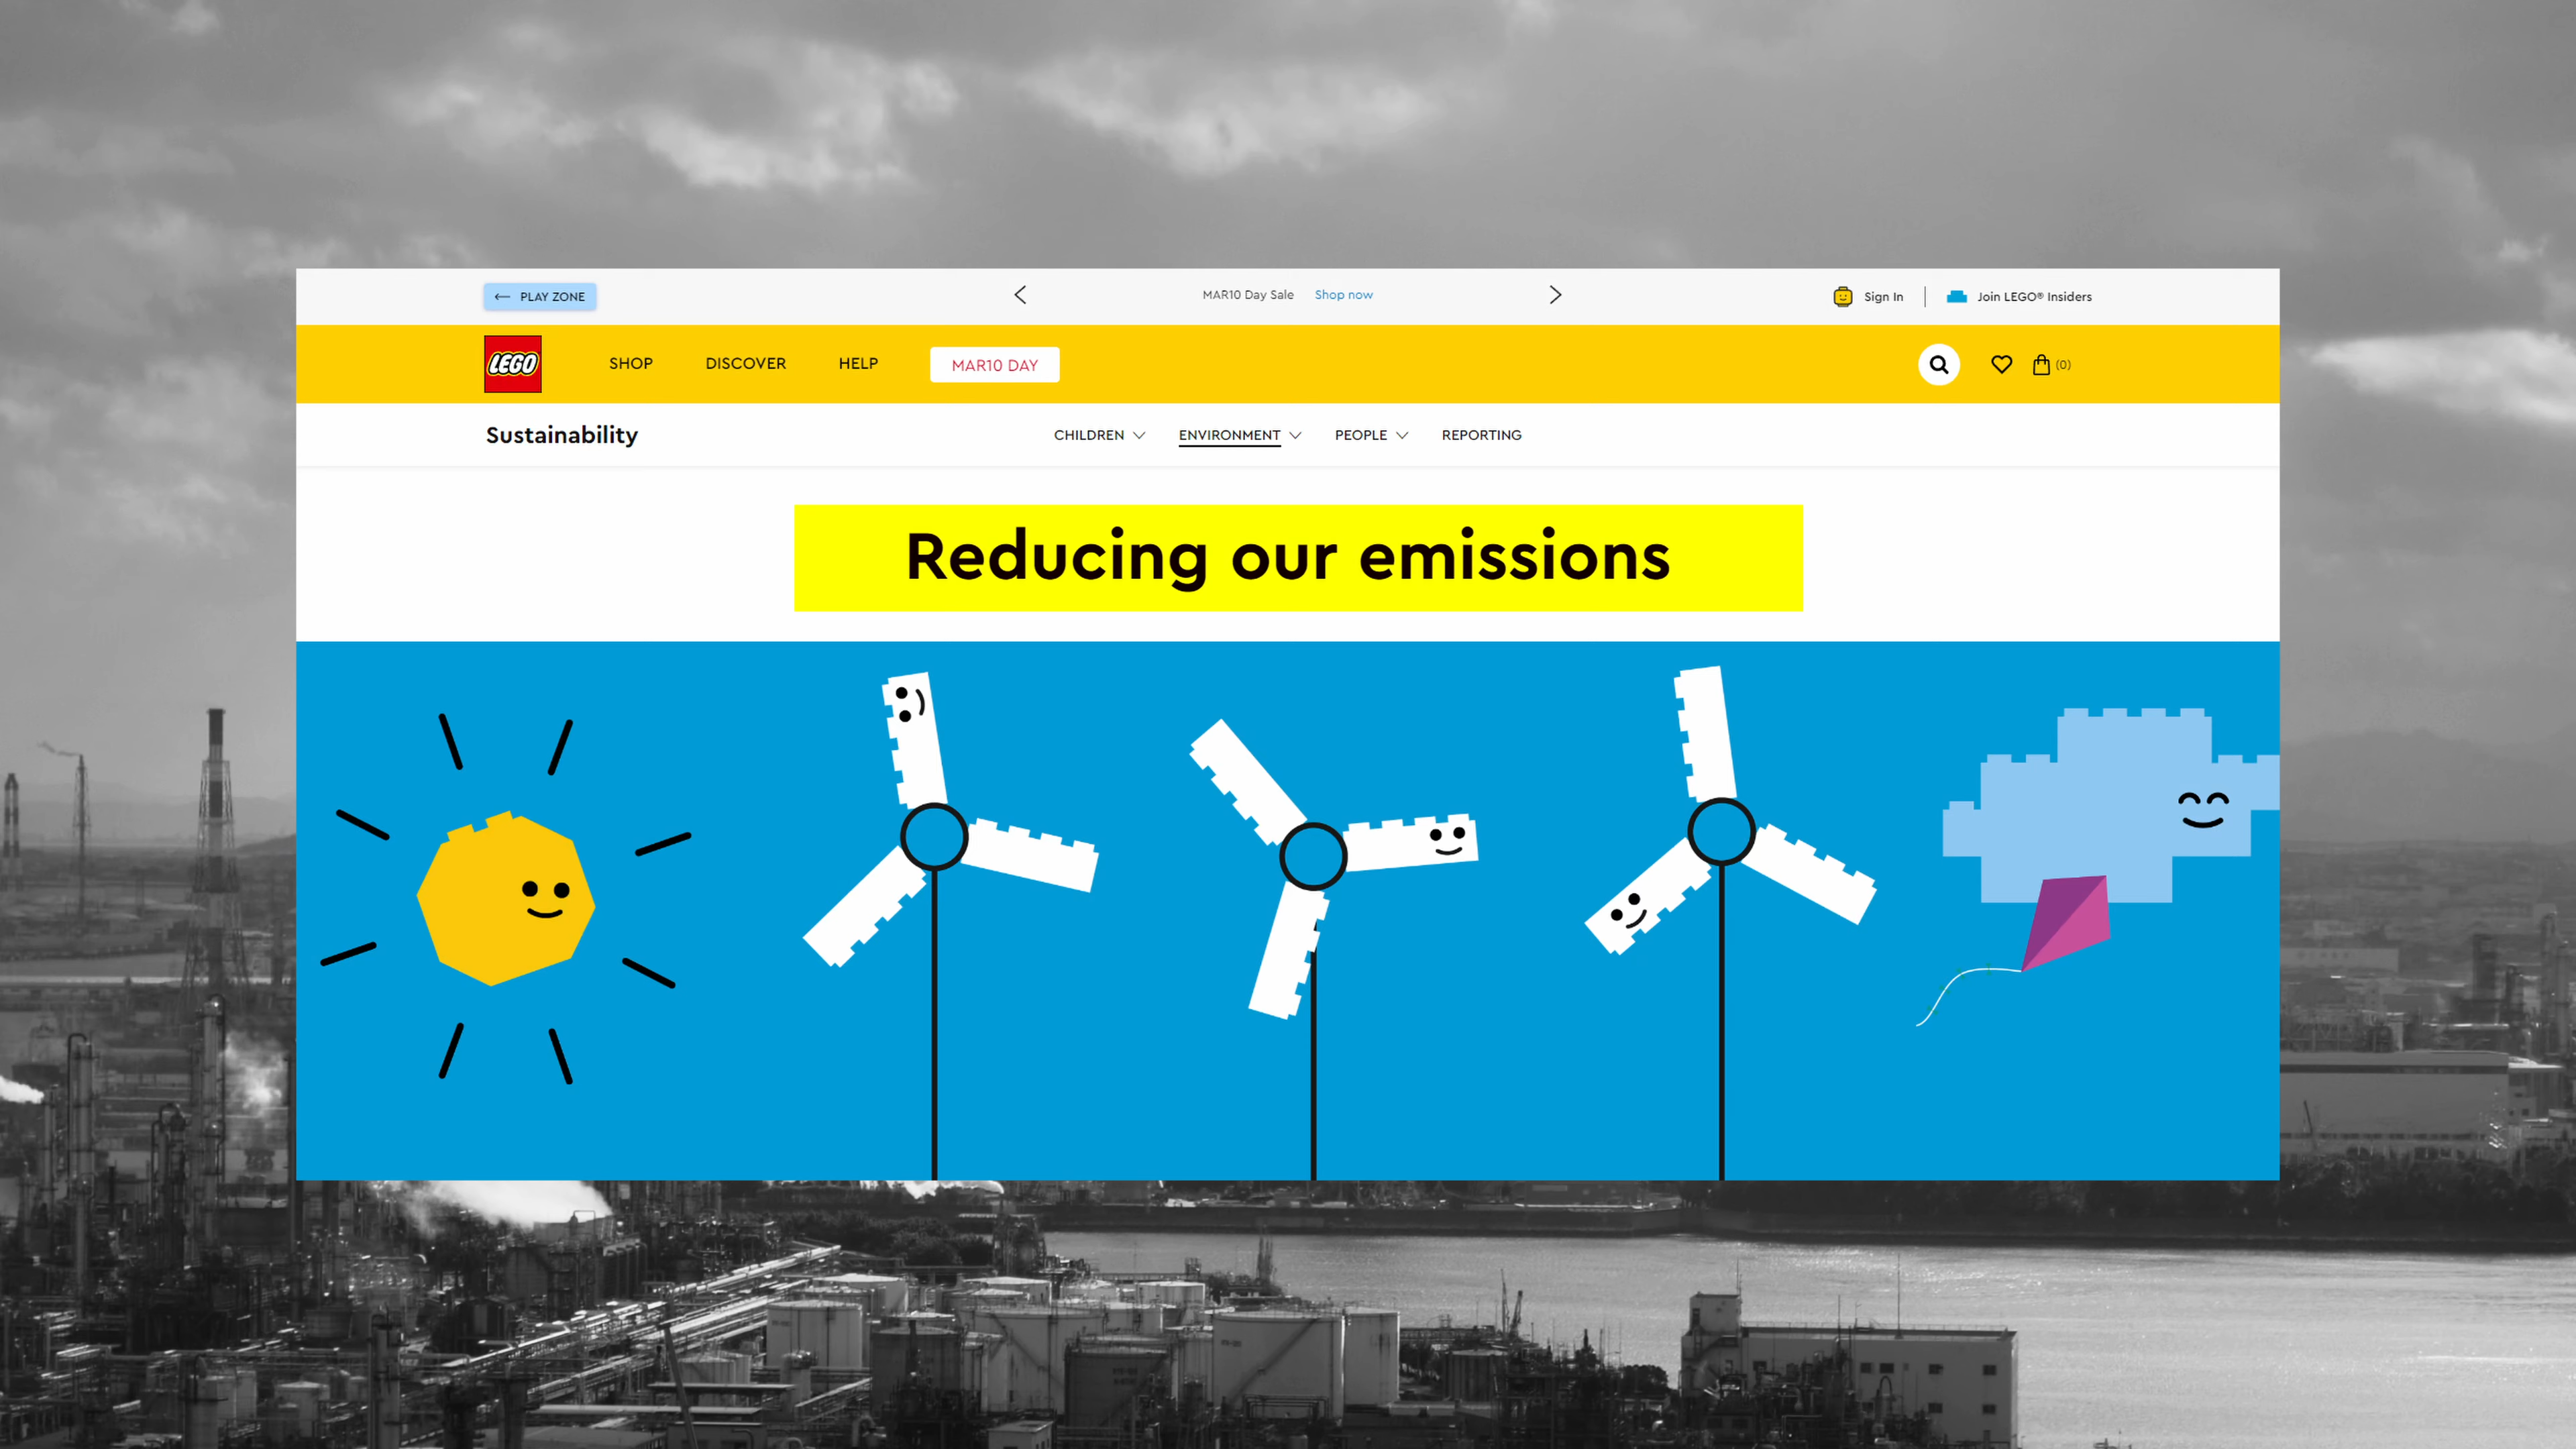 ← PLAY ZONE
MAR10 Day Sale Shop now
Sign In
Join LEGO® Insiders
LEGO
SHOP
DISCOVER
HELP
MAR10 DAY
(0)
Sustainability
CHILDREN
ENVIRONMENT
PEOPLE
REPORTING
Reducing our emissions